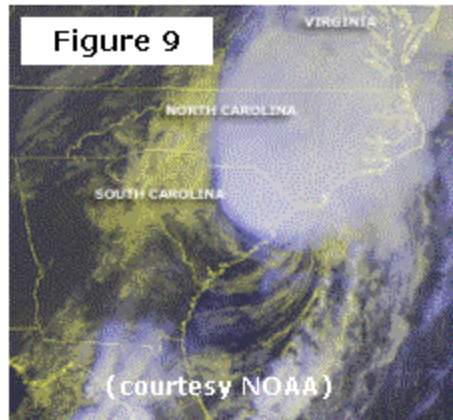 Figure 9
VIRGINIA
NORTH CAROLINA
SOUTH CAROLINA
(courtesy NOAA)